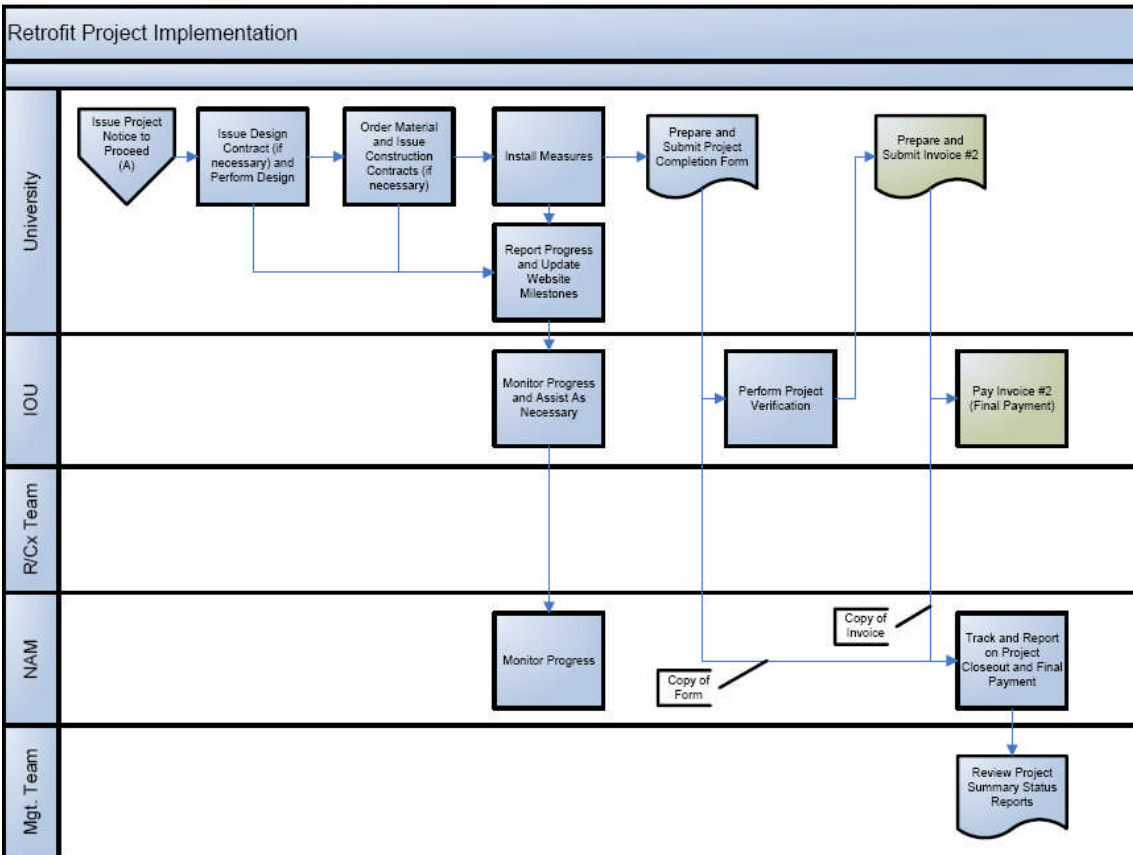 Retrofit Project Implementation
University
Issue Project
Notice to
Proceed
(A)
Issue Design
Contract (if
necessary) and
Perform Design
Order Material
and Issue
Construction
Contracts (if
necessary)
Install Measures
Prepare and
Submit Project
Completion Form
Prepare and
Submit Invoice #2
Report Progress
and Update
Website
Milestones
IOU
Monitor Progress
and Assist As
Necessary
Perform Project
Verification
Pay Invoice #2
(Final Payment)
R/Cx Team
NAM
Monitor Progress
Copy of
Form
Copy of
Invoice
Track and Report
on Project
Closeout and Final
Payment
Mgt. Team
Review Project
Summary Status
Reports